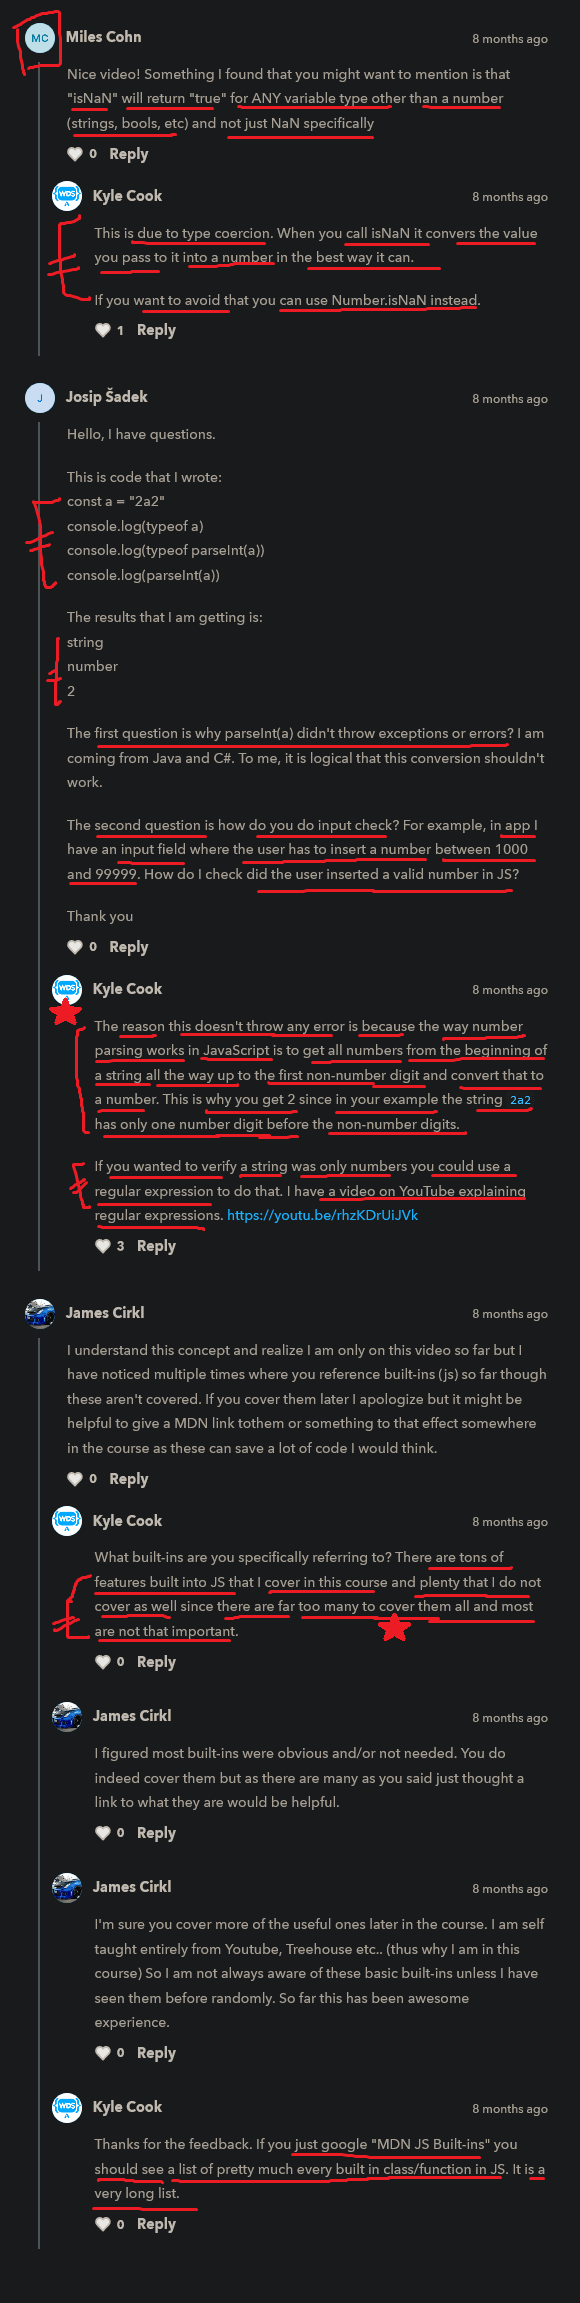 MC
Miles Cohn
8 months ago
Nice video! Something I found that you might want to mention is that
"isNaN" will return "true" for ANY variable type other than a number
(strings, bools, etc) and not just NaN specifically
0 Reply
WDS
Kyle Cook
8 months ago
This is due to type coercion. When you call isNaN it convers the value
you pass to it into a number in the best way it can.
If you want to avoid that you can use Number.isNaN instead.
1 Reply
J
Josip Šadek
8 months ago
Hello, I have questions.
This is code that I wrote:
const a = "2a2"
console.log(typeof a)
console.log(typeof parseInt(a))
console.log(parseInt(a))
The results that I am getting is:
string
number
2
The first question is why parseInt(a) didn't throw exceptions or errors? I am
coming from Java and C#. To me, it is logical that this conversion shouldn't
work.
The second question is how do you do input check? For example, in app I
have an input field where the user has to insert a number between 1000
and 99999. How do I check did the user inserted a valid number in JS?
Thank you
0 Reply
WDS
Kyle Cook
8 months ago
The reason this doesn't throw any error is because the way number
parsing works in JavaScript is to get all numbers from the beginning of
a string all the way up to the first non-number digit and convert that to
a number. This is why you get 2 since in your example the string 2a2
has only one number digit before the non-number digits.
If you wanted to verify a string was only numbers you could use a
regular expression to do that. I have a video on YouTube explaining
regular expressions. https://youtu.be/rhzKDrUiJVk
3 Reply
James Cirkl
8 months ago
I understand this concept and realize I am only on this video so far but I
have noticed multiple times where you reference built-ins (js) so far though
these aren't covered. If you cover them later I apologize but it might be
helpful to give a MDN link tothem or something to that effect somewhere
in the course as these can save a lot of code I would think.
0 Reply
WDS
Kyle Cook
8 months ago
What built-ins are you specifically referring to? There are tons of
features built into JS that I cover in this course and plenty that I do not
cover as well since there are far too many to cover them all and most
are not that important.
0 Reply
James Cirkl
8 months ago
I figured most built-ins were obvious and/or not needed. You do
indeed cover them but as there are many as you said just thought a
link to what they are would be helpful.
0 Reply
James Cirkl
8 months ago
I'm sure you cover more of the useful ones later in the course. I am self
taught entirely from Youtube, Treehouse etc.. (thus why I am in this
course) So I am not always aware of these basic built-ins unless I have
seen them before randomly. So far this has been awesome
experience.
0 Reply
WDS
Kyle Cook
8 months ago
Thanks for the feedback. If you just google "MDN JS Built-ins" you
should see a list of pretty much every built in class/function in JS. It is a
very long list.
0 Reply